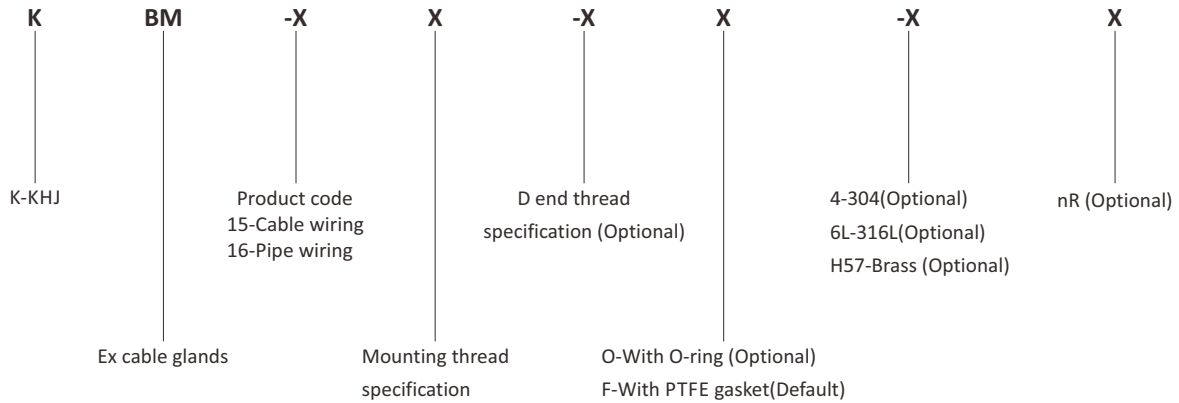 K BM -X X -X X -X X
K-KHJ
Product code
15-Cable wiring
16-Pipe wiring
D end thread
specification (Optional)
4-304(Optional)
6L-316L(Optional)
H57-Brass (Optional)
nR (Optional)
Ex cable glands
Mounting thread
specification
O-With O-ring (Optional)
F-With PTFE gasket(Default)